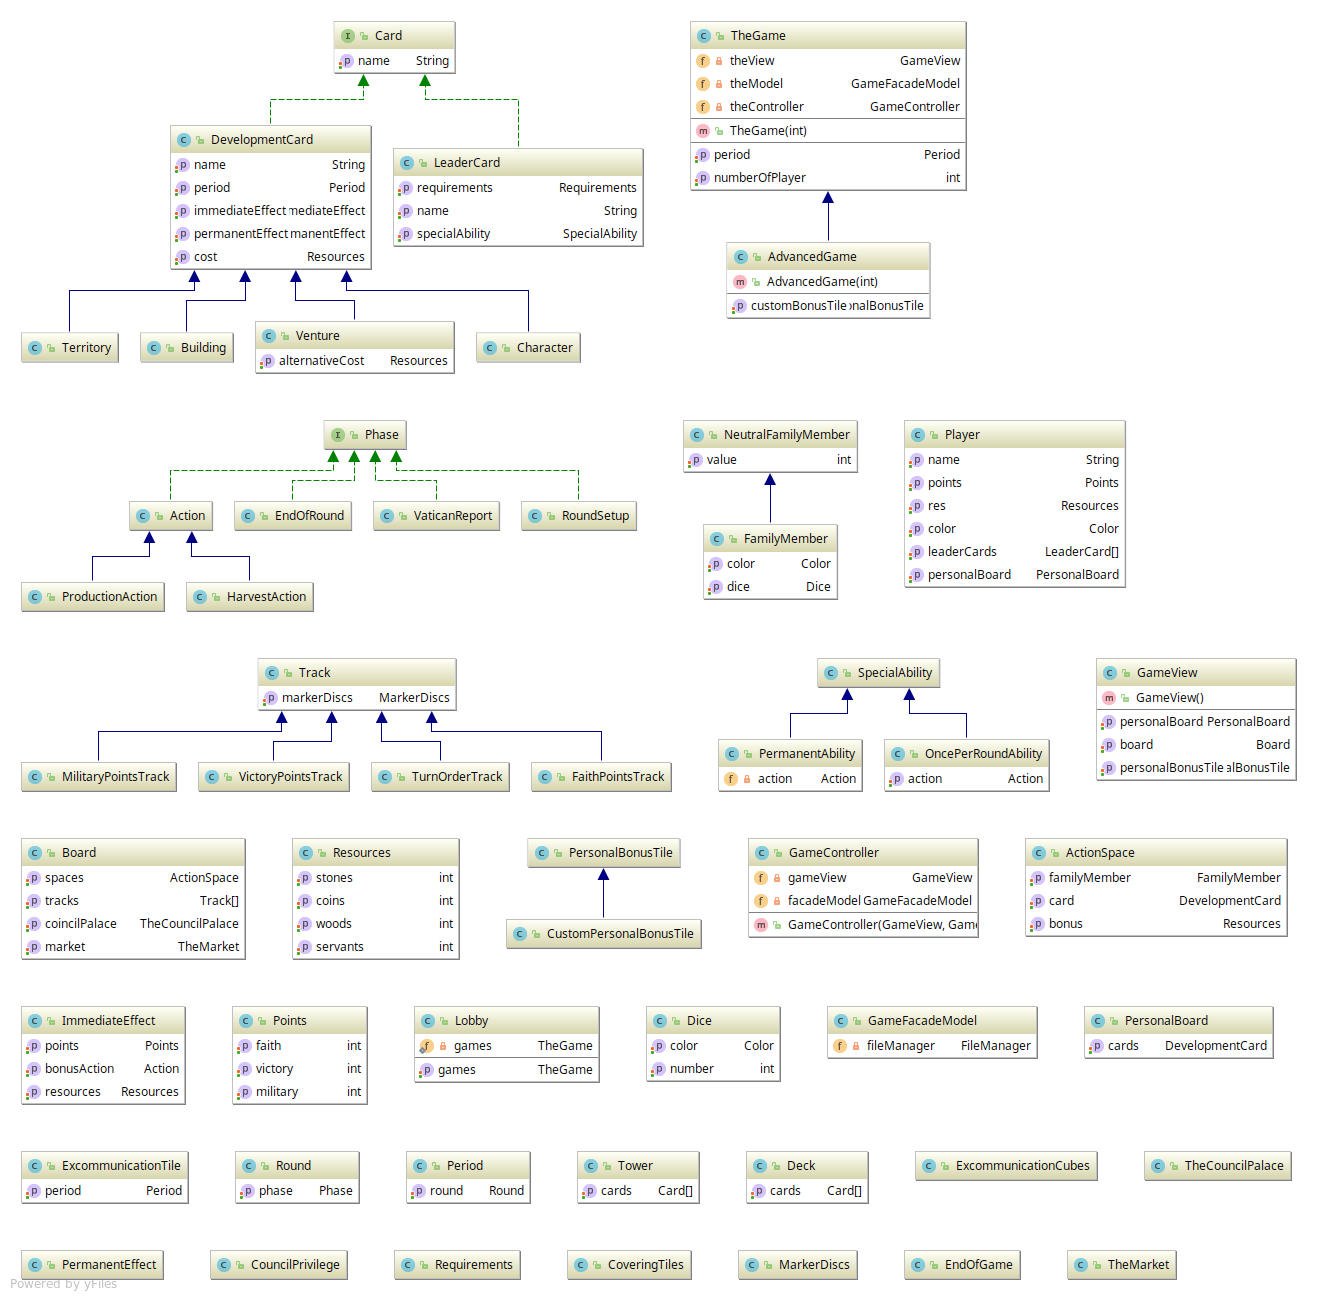 Card
name String
TheGame
theView GameView
theModel GameFacadeModel
theController GameController
TheGame(int)
period Period
numberOfPlayer int
DevelopmentCard
name String
period Period
immediateEffect mediateEffect
permanentEffect manentEffect
cost Resources
LeaderCard
requirements Requirements
name String
specialAbility SpecialAbility
AdvancedGame
AdvancedGame(int)
customBonusTile nalBonusTile
Territory
Building
Venture
alternativeCost Resources
Character
Phase
NeutralFamilyMember
value int
Player
name String
points Points
res Resources
color Color
leaderCards LeaderCard[]
personalBoard PersonalBoard
Action
EndOfRound
VaticanReport
RoundSetup
FamilyMember
color Color
dice Dice
ProductionAction
HarvestAction
Track
markerDiscs MarkerDiscs
SpecialAbility
GameView
GameView()
personalBoard PersonalBoard
board Board
personalBonusTile alBonusTile
MilitaryPointsTrack
VictoryPointsTrack
TurnOrderTrack
FaithPointsTrack
PermanentAbility
action Action
OncePerRoundAbility
action Action
Board
spaces ActionSpace
tracks Track[]
coincilPalace TheCouncilPalace
market TheMarket
Resources
stones int
coins int
woods int
servants int
PersonalBonusTile
CustomPersonalBonusTile
GameController
gameView GameView
facadeModel GameFacadeModel
GameController(GameView, Game
ActionSpace
familyMember FamilyMember
card DevelopmentCard
bonus Resources
ImmediateEffect
points Points
bonusAction Action
resources Resources
Points
faith int
victory int
military int
Lobby
games TheGame
games TheGame
Dice
color Color
number int
GameFacadeModel
fileManager FileManager
PersonalBoard
cards DevelopmentCard
ExcommunicationTile
period Period
Round
phase Phase
Period
round Round
Tower
cards Card[]
Deck
cards Card[]
ExcommunicationCubes
TheCouncilPalace
PermanentEffect
CouncilPrivilege
Requirements
CoveringTiles
MarkerDiscs
EndOfGame
TheMarket
Powered by yFiles